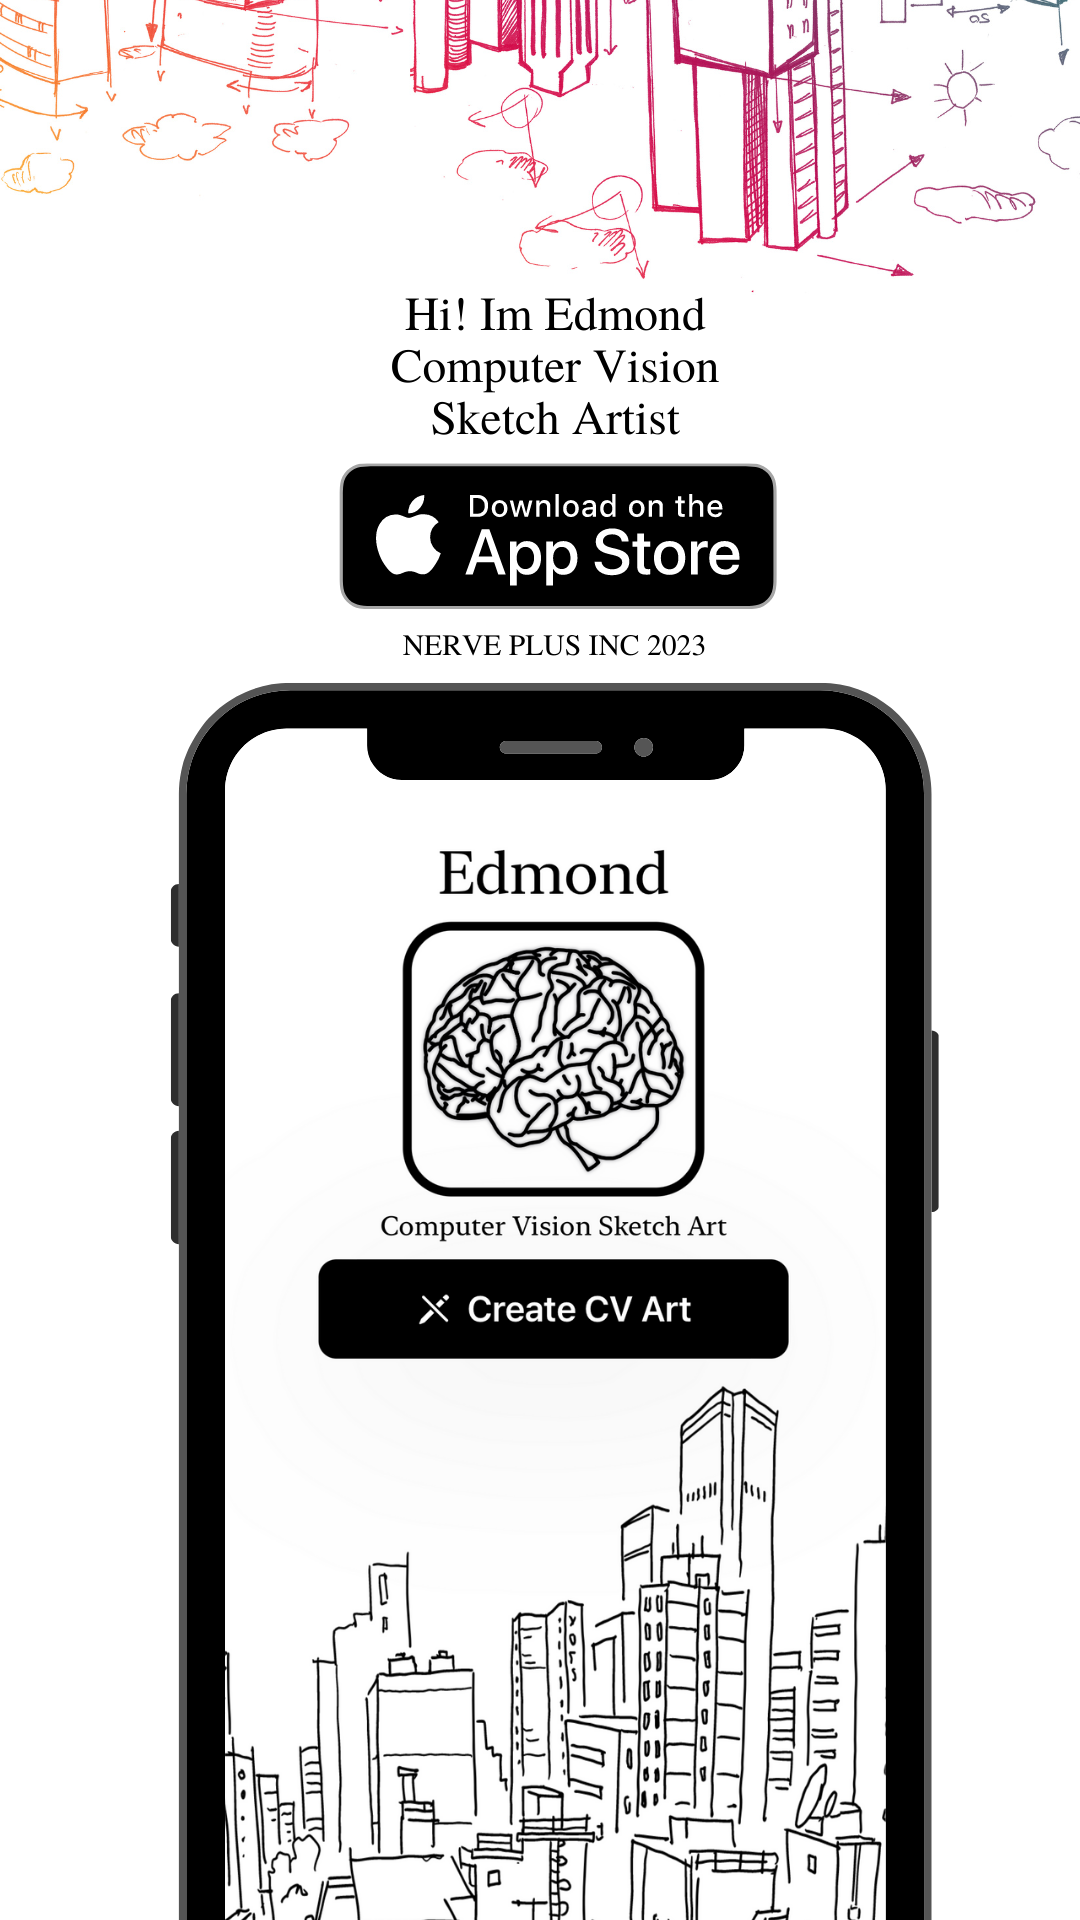 Hi! Im Edmond
Computer Vision
Sketch Artist
Download on the
App Store
NERVE PLUS INC 2023
Edmond
Computer Vision Sketch Art
Create CV Art